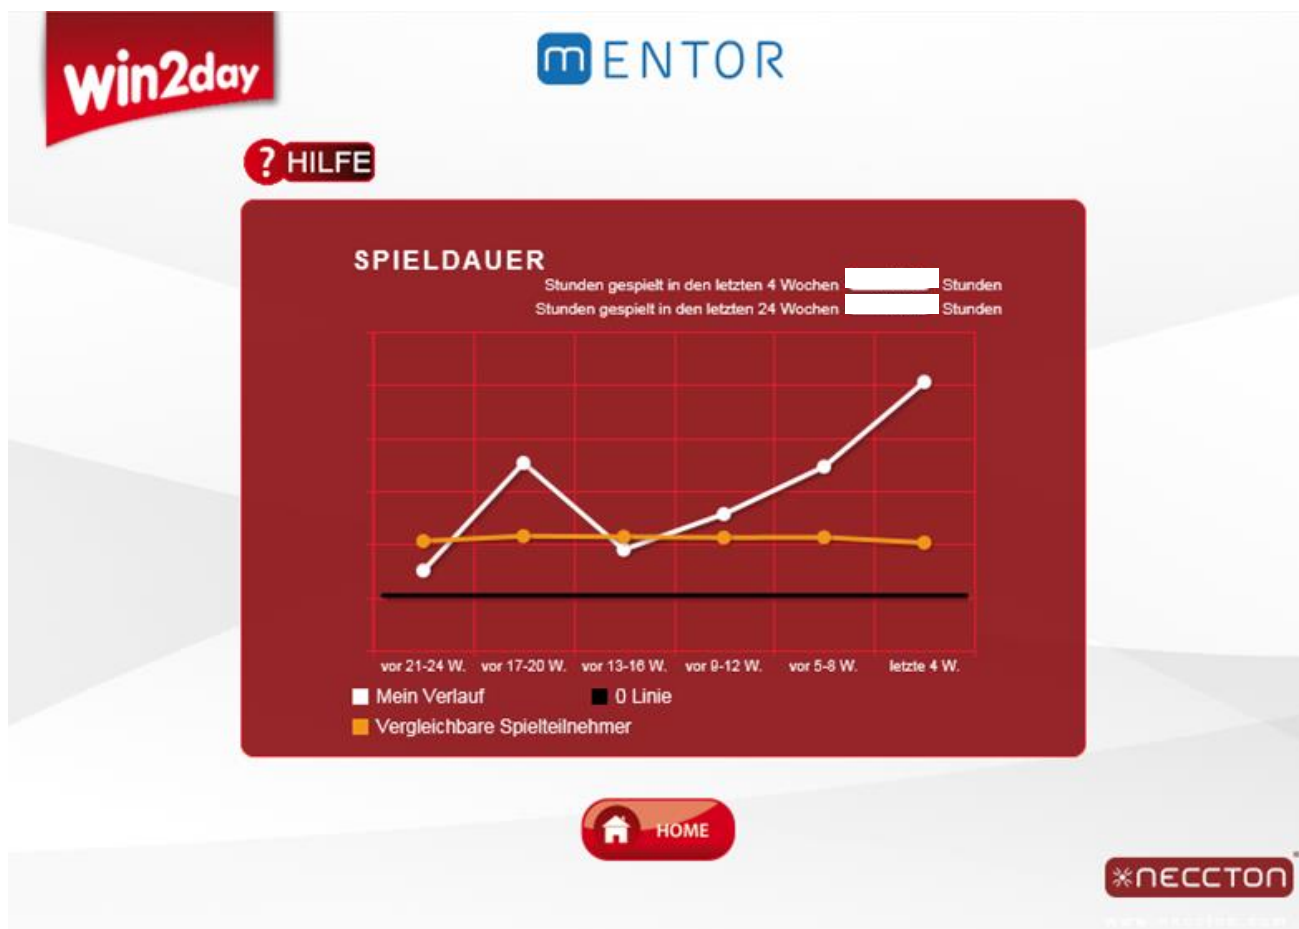 win2day
mENTOR
? HILFE
SPIELDAUER
Stunden gespielt in den letzten 4 Wochen Stunden
Stunden gespielt in den letzten 24 Wochen Stunden
vor 21-24 W. vor 17-20 W. vor 13-16 W. vor 9-12 W. vor 5-8 W. letzte 4 W.
Mein Verlauf 0 Linie
Vergleichbare Spielteilnehmer
HOME
NECCTON